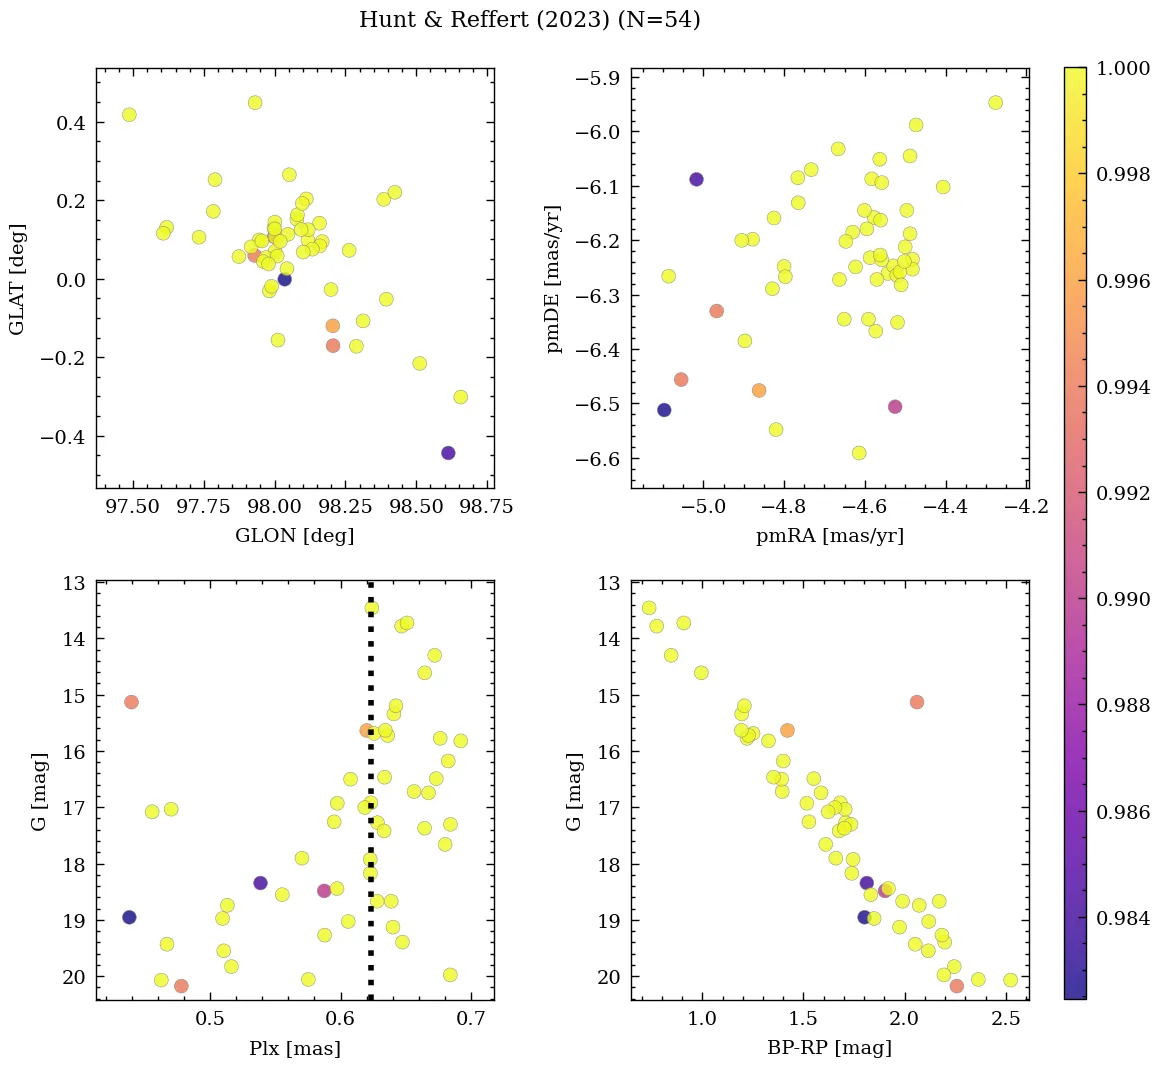 Hunt & Reffert (2023) (N=54)
0.4
0.2
0.0
−0.2
−0.4
GLAT [deg]
97.50 97.75 98.00 98.25 98.50 98.75
GLON [deg]
−5.9
−6.0
−6.1
−6.2
−6.3
−6.4
−6.5
−6.6
pmDE [mas/yr]
−5.0 −4.8 −4.6 −4.4 −4.2
pmRA [mas/yr]
13
14
15
16
17
18
19
20
G [mag]
0.5 0.6 0.7
Plx [mas]
13
14
15
16
17
18
19
20
G [mag]
1.0 1.5 2.0 2.5
BP-RP [mag]
1.000
0.998
0.996
0.994
0.992
0.990
0.988
0.986
0.984